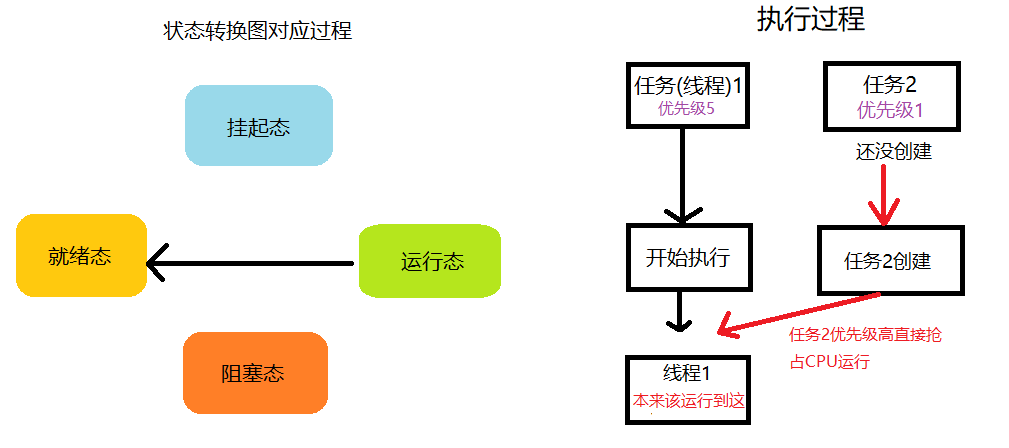 状态转换图对应过程
挂起态
就绪态
运行态
阻塞态
执行过程
任务(线程)1
优先级5
任务2
优先级1
还没创建
开始执行
任务2创建
任务2优先级高直接抢
占CPU运行
线程1
本来该运行到这